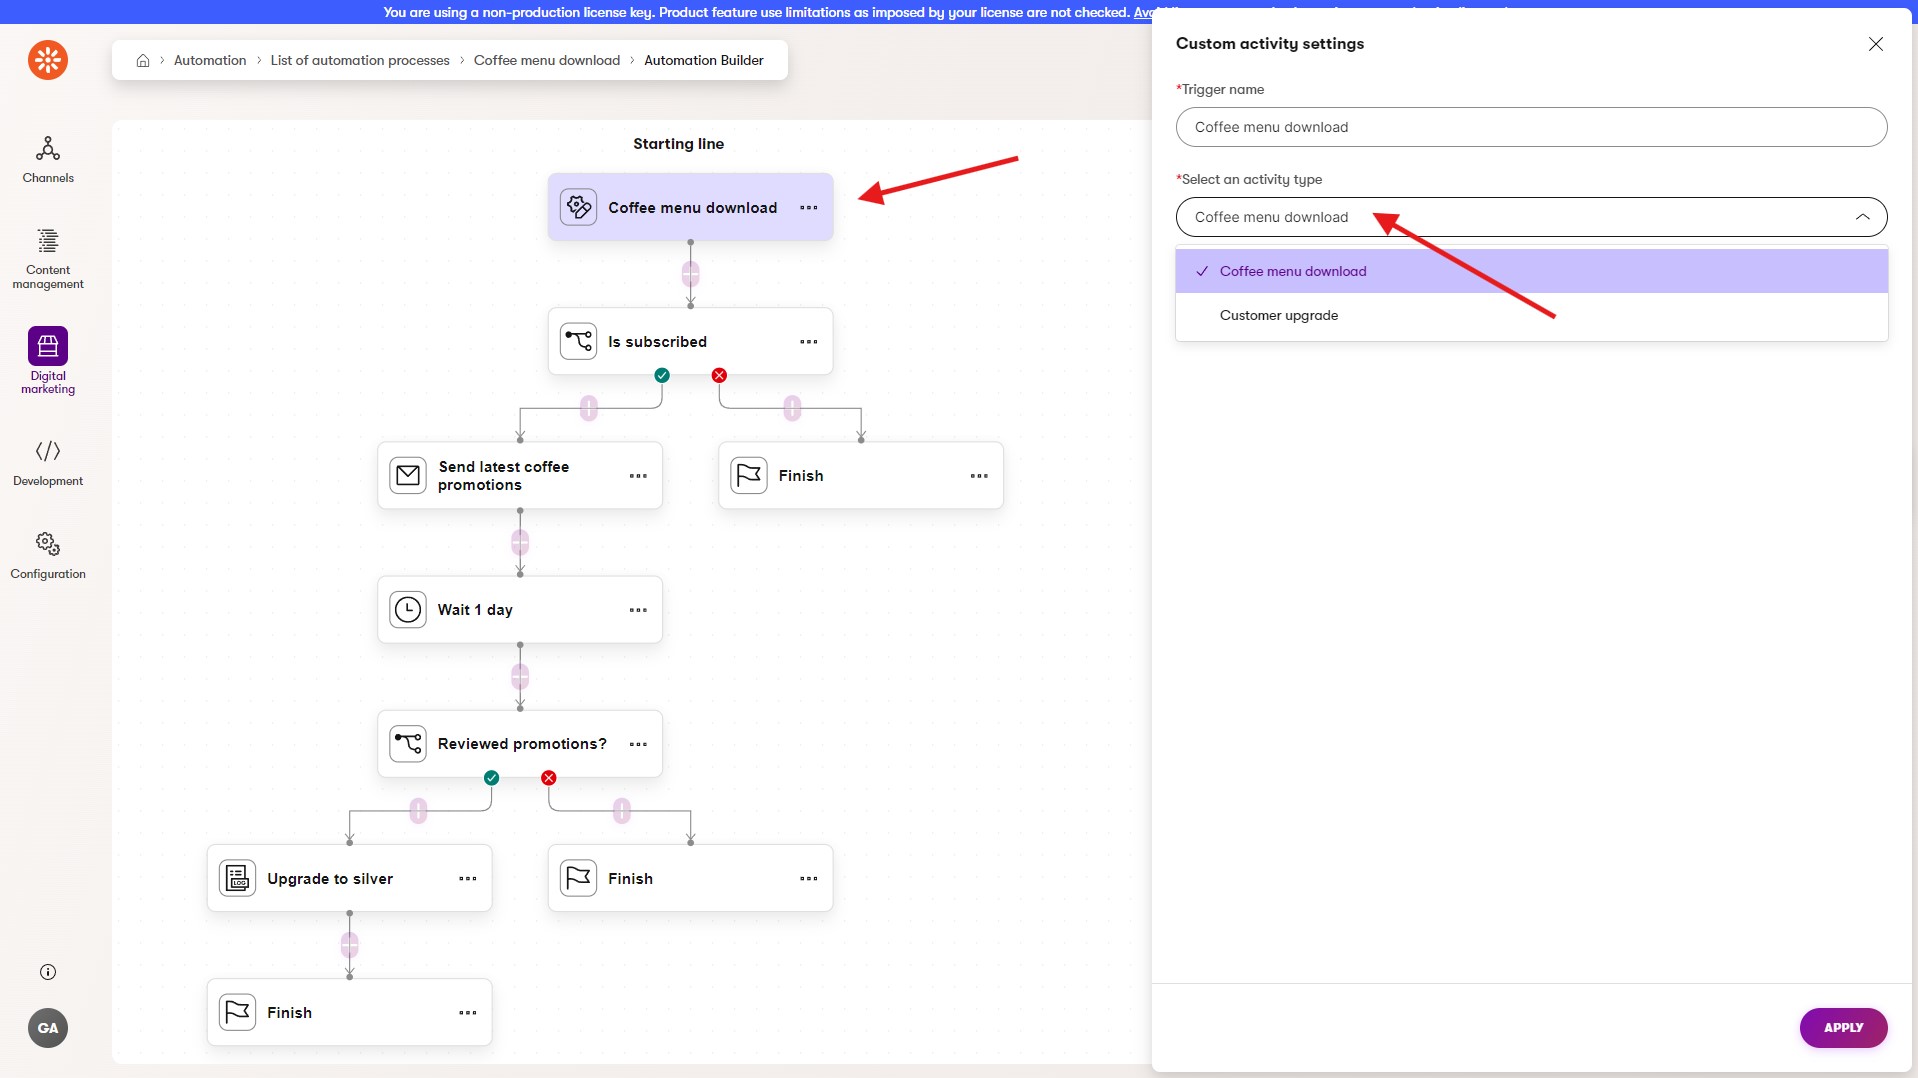 You are using a non-production license key. Product feature use limitations as imposed by your license are not checked.
Automation
List of automation processes
Coffee menu download
Automation Builder
Channels
Content
management
Digital
marketing
Development
Configuration
GA
Starting line
Coffee menu download
Is subscribed
Send latest coffee
promotions
Finish
Wait 1 day
Reviewed promotions?
LOG
Upgrade to silver
Finish
Finish
Custom activity settings
*Trigger name
Coffee menu download
*Select an activity type
Coffee menu download
Coffee menu download
Customer upgrade
APPLY